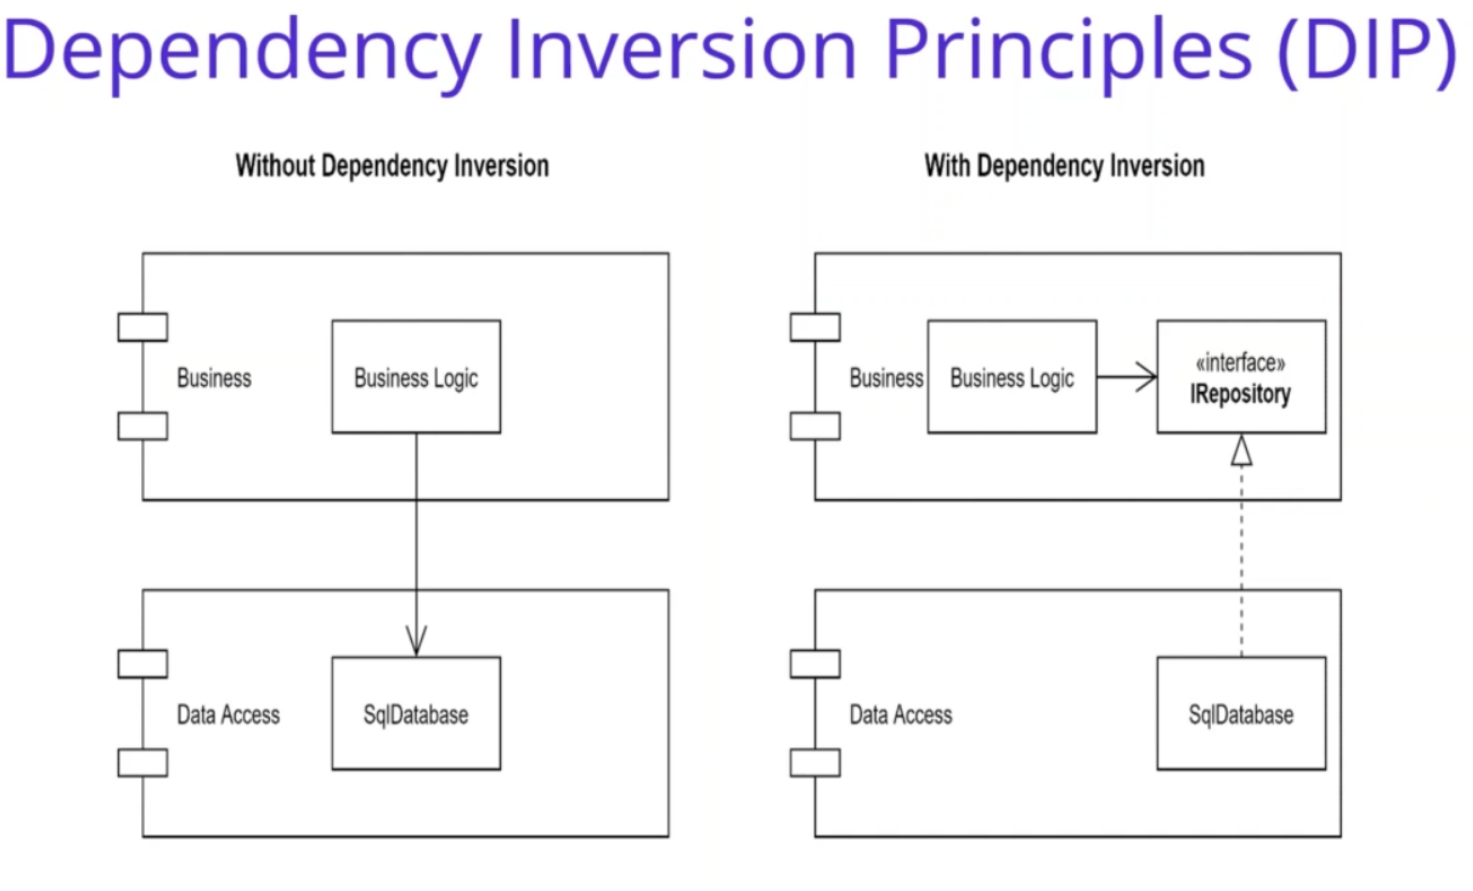 Dependency Inversion Principles (DIP)
Without Dependency Inversion
Business
Business Logic
Data Access
SqlDatabase
With Dependency Inversion
Business
Business Logic
«interface»
IRepository
Data Access
SqlDatabase